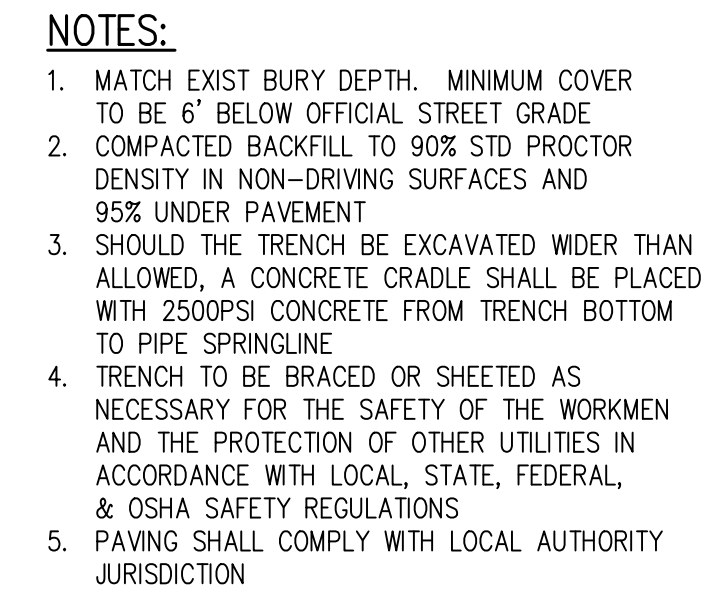 NOTES:
1. MATCH EXIST BURY DEPTH. MINIMUM COVER
TO BE 6' BELOW OFFICIAL STREET GRADE
2. COMPACTED BACKFILL TO 90% STD PROCTOR
DENSITY IN NON-DRIVING SURFACES AND
95% UNDER PAVEMENT
3. SHOULD THE TRENCH BE EXCAVATED WIDER THAN
ALLOWED, A CONCRETE CRADLE SHALL BE PLACED
WITH 2500PSI CONCRETE FROM TRENCH BOTTOM
TO PIPE SPRINGLINE
4. TRENCH TO BE BRACED OR SHEETED AS
NECESSARY FOR THE SAFETY OF THE WORKMEN
AND THE PROTECTION OF OTHER UTILITIES IN
ACCORDANCE WITH LOCAL, STATE, FEDERAL,
& OSHA SAFETY REGULATIONS
5. PAVING SHALL COMPLY WITH LOCAL AUTHORITY
JURISDICTION